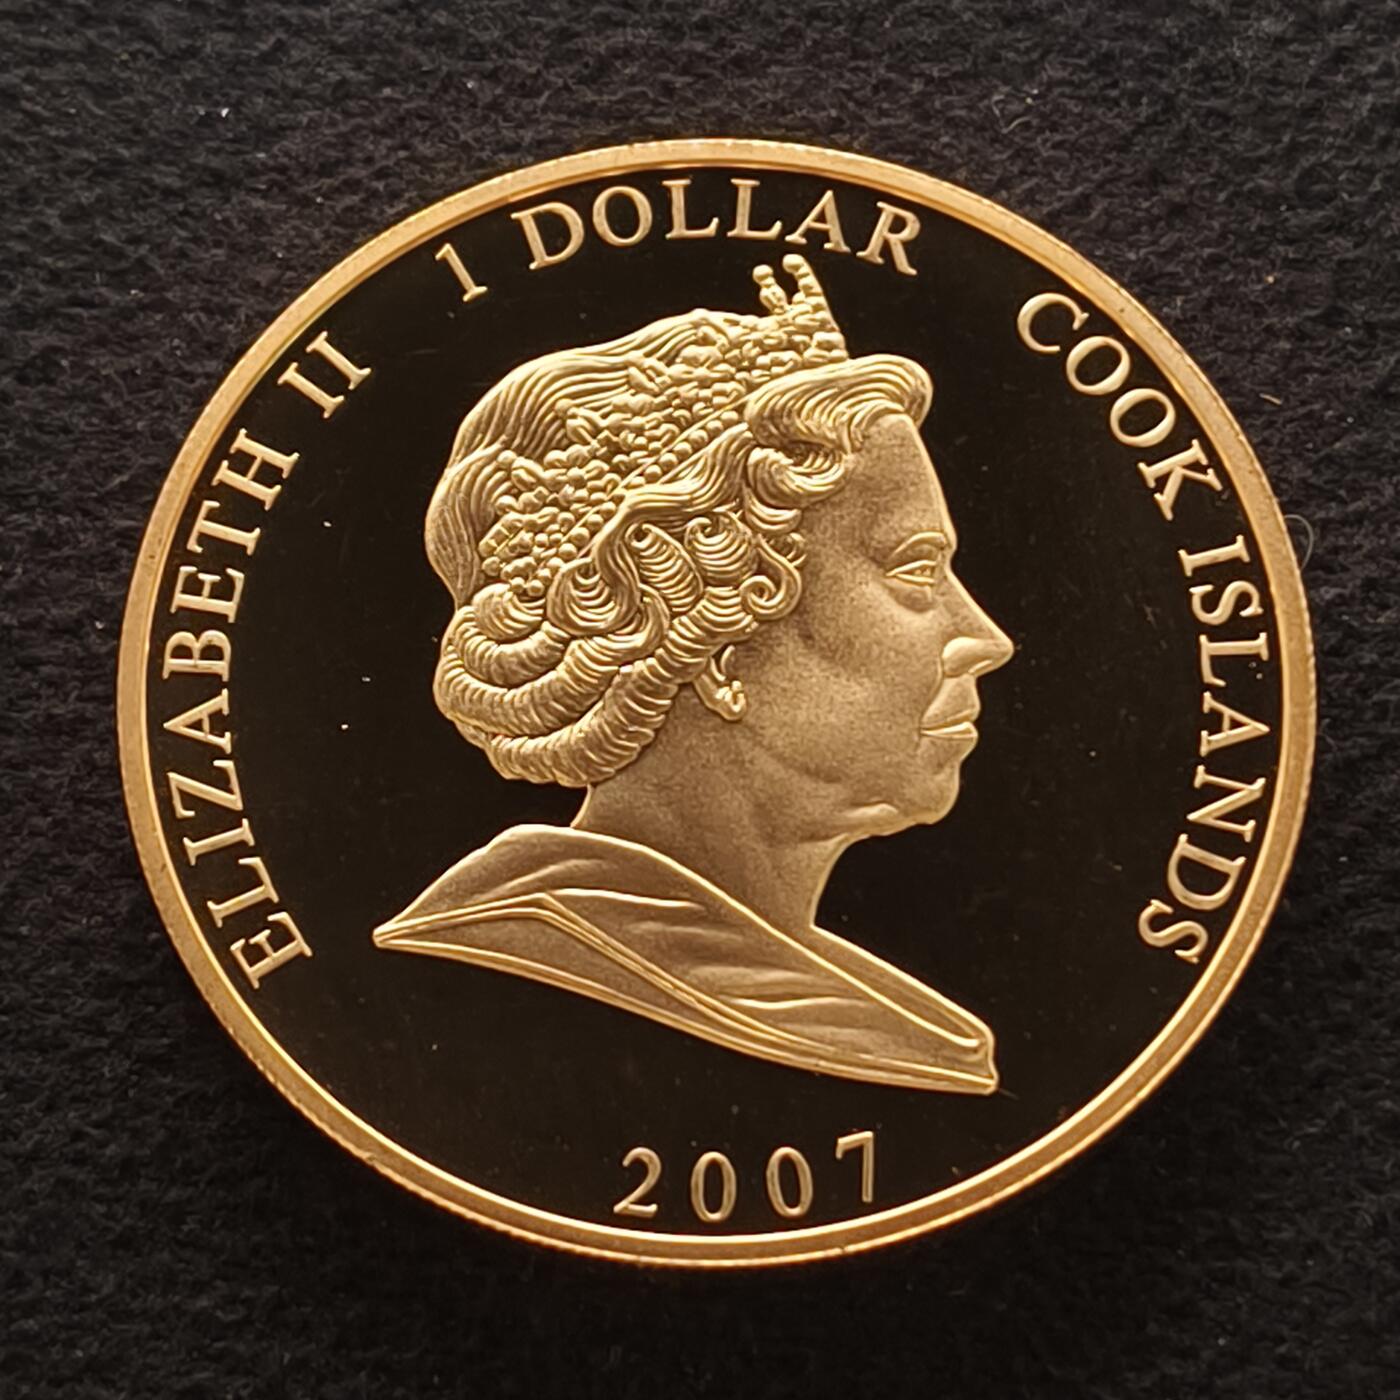 ELIZABETH II 1 DOLLAR COOK ISLANDS
2007